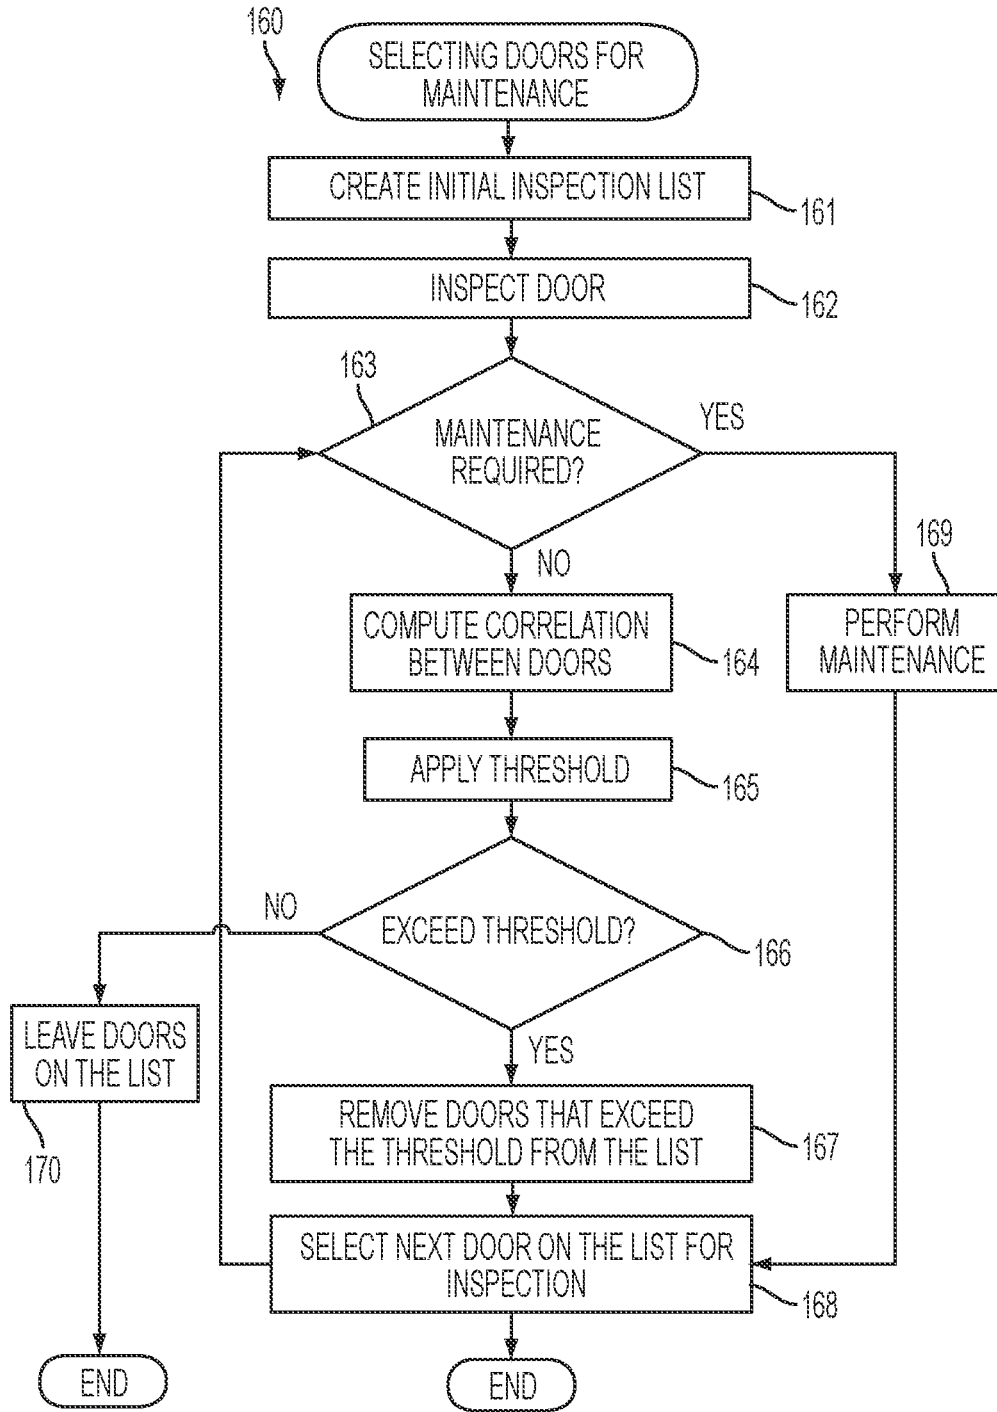 160
SELECTING DOORS FOR
MAINTENANCE
CREATE INITIAL INSPECTION LIST
161
INSPECT DOOR
162
163
MAINTENANCE
REQUIRED?
YES
NO
169
COMPUTE CORRELATION
BETWEEN DOORS
164
PERFORM
MAINTENANCE
APPLY THRESHOLD
165
NO
EXCEED THRESHOLD?
166
YES
LEAVE DOORS
ON THE LIST
170
REMOVE DOORS THAT EXCEED
THE THRESHOLD FROM THE LIST
167
SELECT NEXT DOOR ON THE LIST FOR
INSPECTION
168
END
END